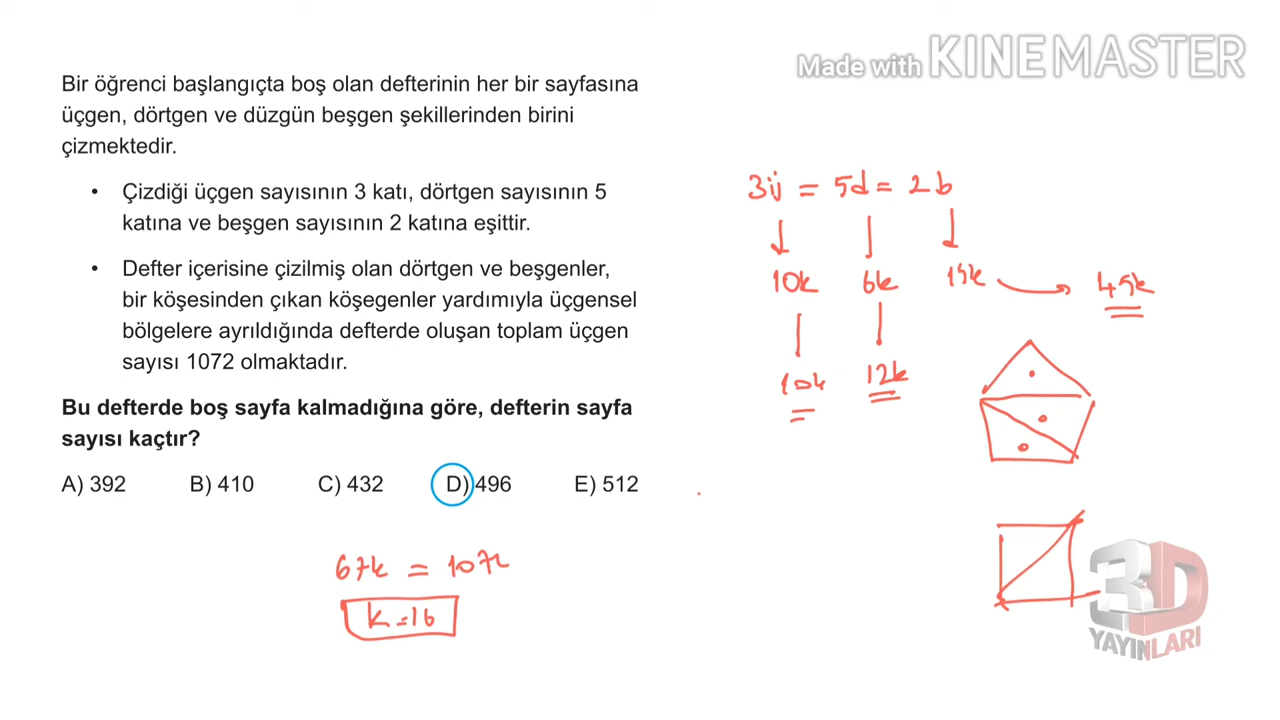 Made with KINEMASTER
Bir öğrenci başlangıçta boş olan defterinin her bir sayfasına
üçgen, dörtgen ve düzgün beşgen şekillerinden birini
çizmektedir.
• Çizdiği üçgen sayısının 3 katı, dörtgen sayısının 5
katına ve beşgen sayısının 2 katına eşittir.
• Defter içerisine çizilmiş olan dörtgen ve beşgenler,
bir köşesinden çıkan köşegenler yardımıyla üçgensel
bölgelere ayrıldığında defterde oluşan toplam üçgen
sayısı 1072 olmaktadır.
Bu defterde boş sayfa kalmadığına göre, defterin sayfa
sayısı kaçtır?
A) 392 B) 410 C) 432 D) 496 E) 512
67k = 1072
k=16
3ü = 5d = 2b
10k 6k 15k 45k
10k 12k
3D
YAYINLARI